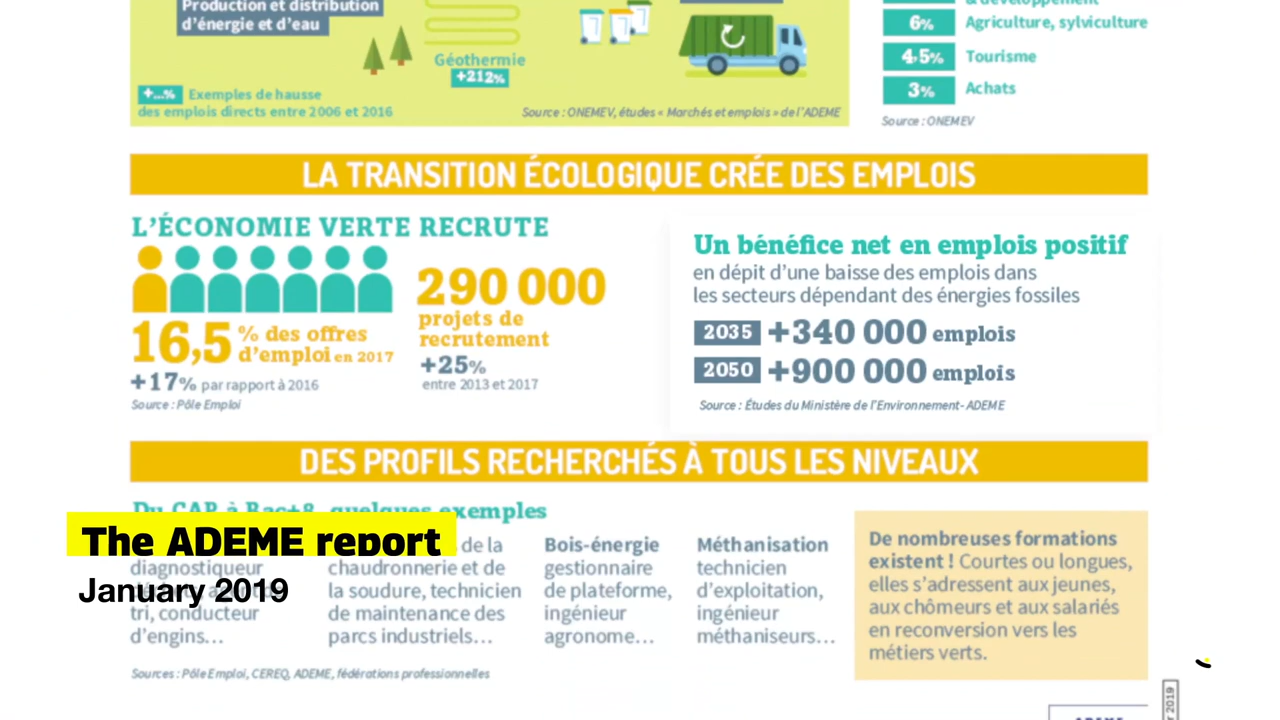 Production et distribution
d'énergie et d'eau
Géothermie
+212%
+...% Exemples de hausse
des emplois directs entre 2006 et 2016
Source : ONEMEV, études « Marchés et emplois » de l'ADEME
& développement
6% Agriculture, sylviculture
4,5% Tourisme
3% Achats
Source : ONEMEV
LA TRANSITION ÉCOLOGIQUE CRÉE DES EMPLOIS
L'ÉCONOMIE VERTE RECRUTE
16,5 % des offres
d'emploi en 2017
+17% par rapport à 2016
Source : Pôle Emploi
290 000
projets de
recrutement
+25%
entre 2013 et 2017
Un bénéfice net en emplois positif
en dépit d'une baisse des emplois dans
les secteurs dépendant des énergies fossiles
2035 +340 000 emplois
2050 +900 000 emplois
Source : Études du Ministère de l'Environnement- ADEME
DES PROFILS RECHERCHÉS À TOUS LES NIVEAUX
Du CAP à Bac+8, quelques exemples
The ADEME report
January 2019
diagnostiqueur
tri, conducteur
d'engins...
de la
chaudronnerie et de
la soudure, technicien
de maintenance des
parcs industriels...
Bois-énergie
gestionnaire
de plateforme,
ingénieur
agronome...
Méthanisation
technicien
d'exploitation,
ingénieur
méthaniseurs...
De nombreuses formations
existent ! Courtes ou longues,
elles s'adressent aux jeunes,
aux chômeurs et aux salariés
en reconversion vers les
métiers verts.
Sources : Pôle Emploi, CEREQ, ADEME, fédérations professionnelles
ADEME
2019